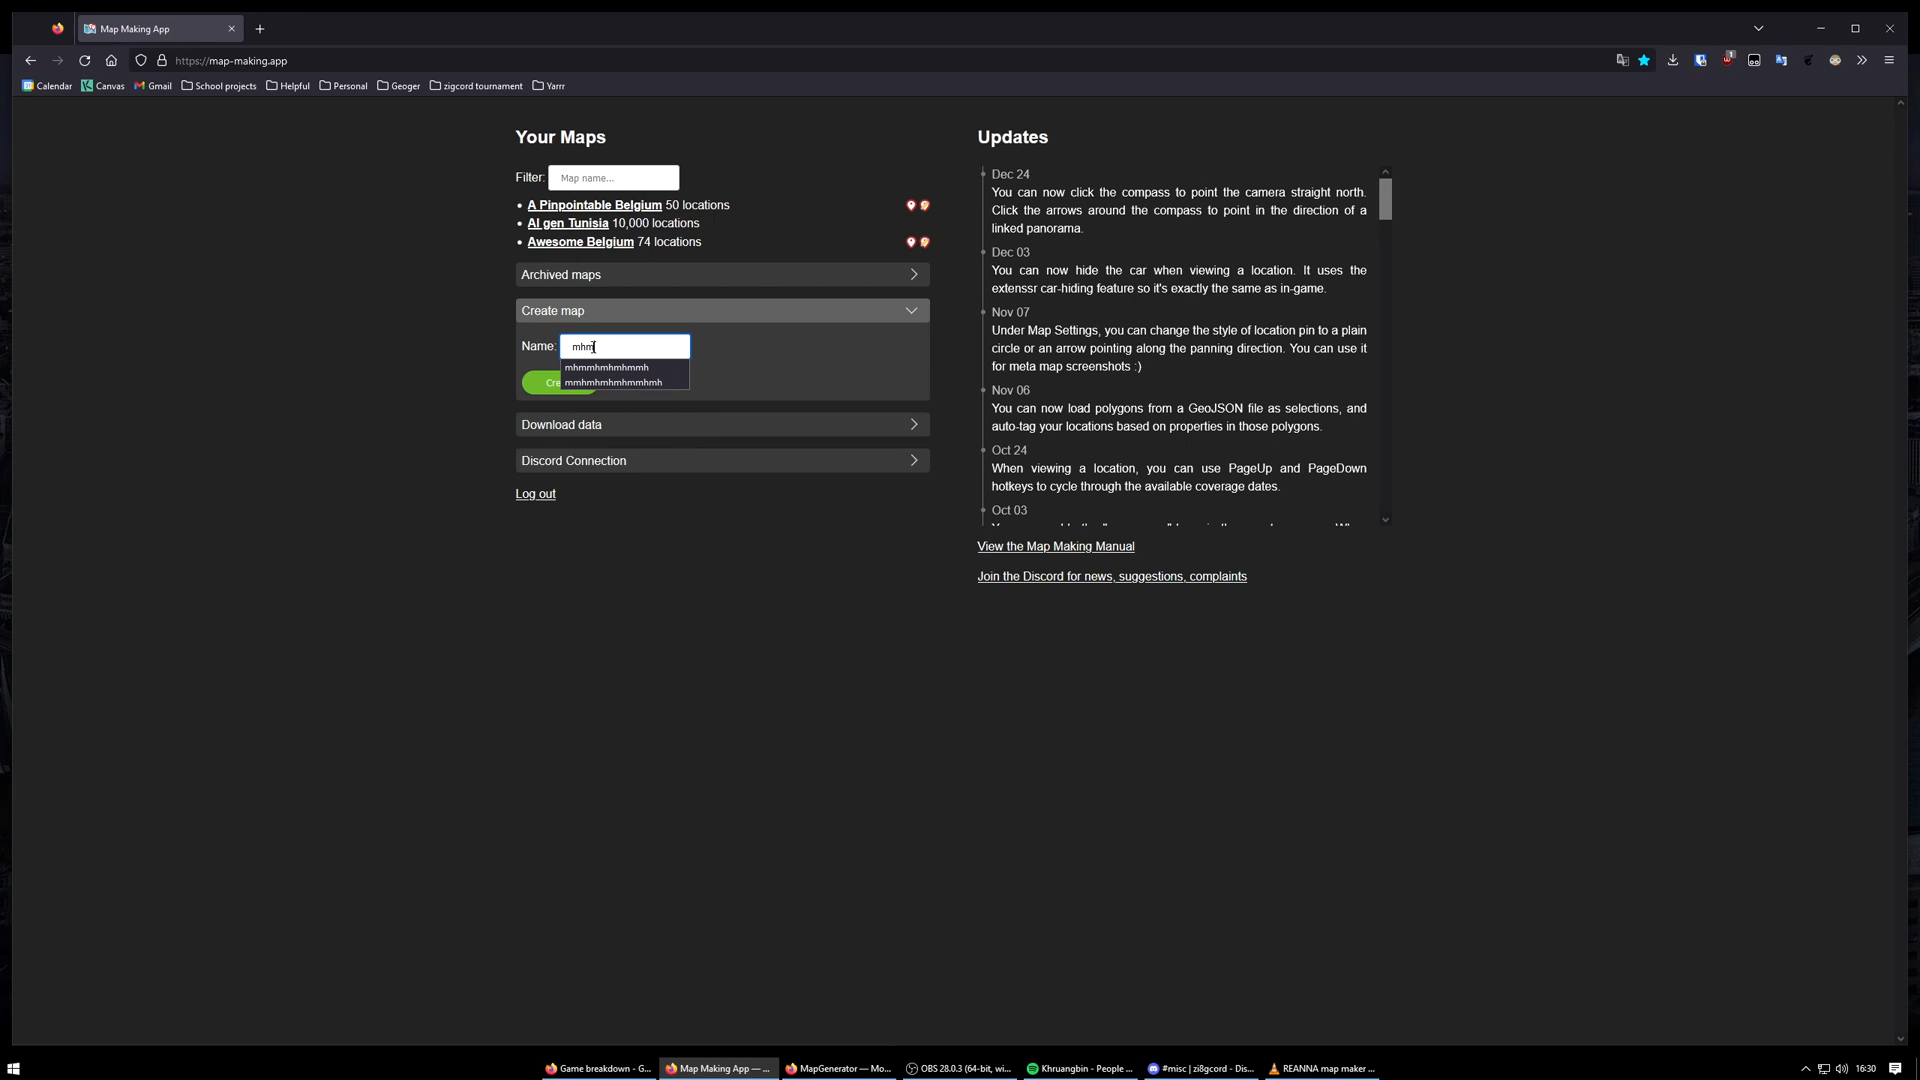 Map Making App
https://map-making.app
1
Calendar
Canvas
Gmail
School projects
Helpful
Personal
Geoger
zigcord tournament
Yarrr
Your Maps
Filter: Map name...
A Pinpointable Belgium 50 locations
AI gen Tunisia 10,000 locations
Awesome Belgium 74 locations
Archived maps
Create map
Name: mhm
mhmmhmhmhmmh
Cre
mmhmhmhmhmmhmh
Download data
Discord Connection
Log out
Updates
Dec 24
You can now click the compass to point the camera straight north.
Click the arrows around the compass to point in the direction of a
linked panorama.
Dec 03
You can now hide the car when viewing a location. It uses the
extenssr car-hiding feature so it's exactly the same as in-game.
Nov 07
Under Map Settings, you can change the style of location pin to a plain
circle or an arrow pointing along the panning direction. You can use it
for meta map screenshots :)
Nov 06
You can now load polygons from a GeoJSON file as selections, and
auto-tag your locations based on properties in those polygons.
Oct 24
When viewing a location, you can use PageUp and PageDown
hotkeys to cycle through the available coverage dates.
Oct 03
View the Map Making Manual
Join the Discord for news, suggestions, complaints
Game breakdown - G...
Map Making App — ...
MapGenerator — Mo...
OBS 28.0.3 (64-bit, wi...
Khruangbin - People ...
#misc | zi8gcord - Dis...
REANNA map maker ...
16:30